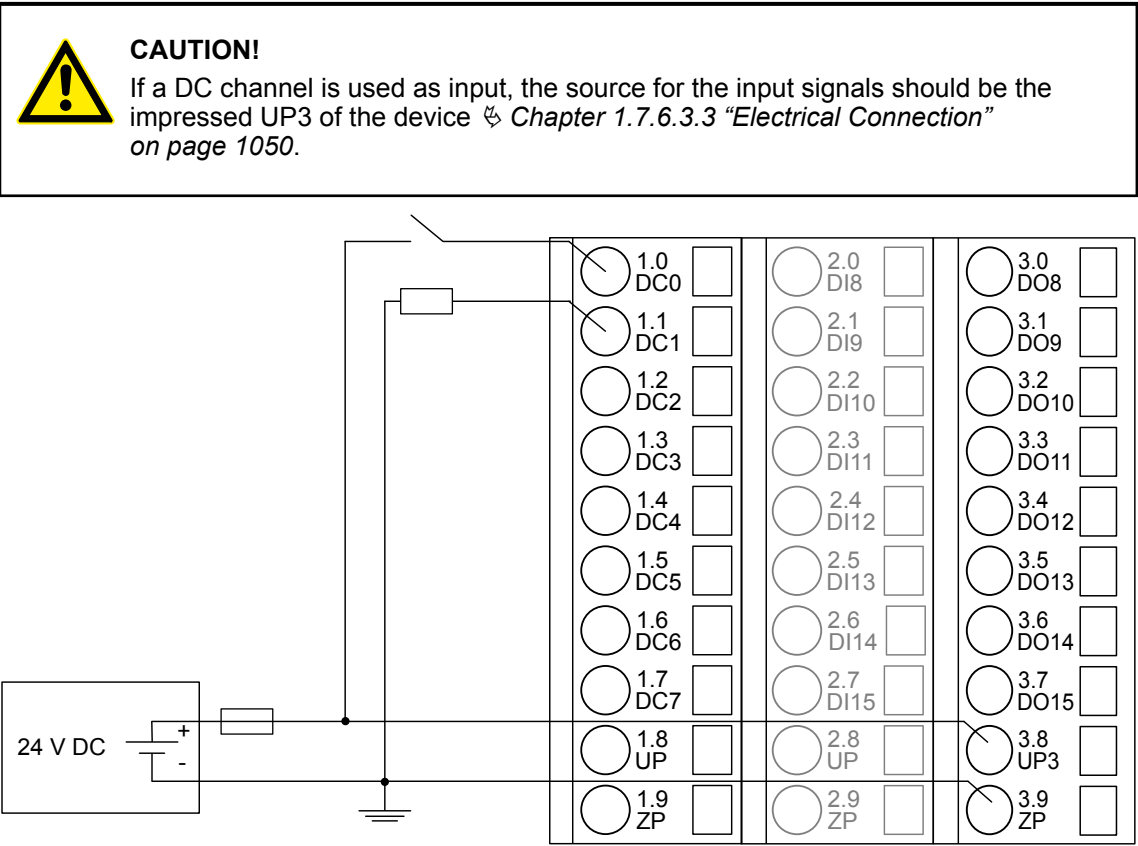 CAUTION!
If a DC channel is used as input, the source for the input signals should be the
impressed UP3 of the device Chapter 1.7.6.3.3 “Electrical Connection”
on page 1050.
1.0
DC0
1.1
DC1
1.2
DC2
1.3
DC3
1.4
DC4
1.5
DC5
1.6
DC6
1.7
DC7
1.8
UP
1.9
ZP
2.0
DI8
2.1
DI9
2.2
DI10
2.3
DI11
2.4
DI12
2.5
DI13
2.6
DI14
2.7
DI15
2.8
UP
2.9
ZP
3.0
DO8
3.1
DO9
3.2
DO10
3.3
DO11
3.4
DO12
3.5
DO13
3.6
DO14
3.7
DO15
3.8
UP3
3.9
ZP
24 V DC
+
-